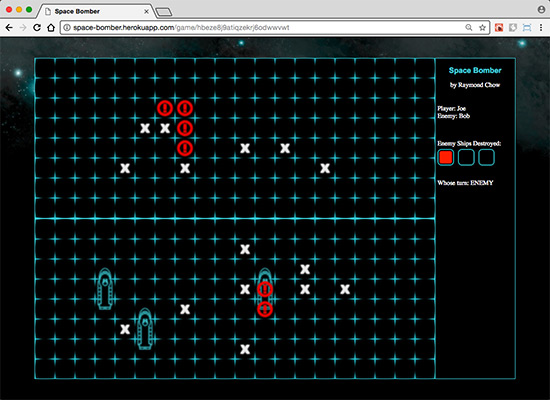 Space Bomber
space-bomber.herokuapp.com/game/hbeze8j9atiqzekrj6odwwvwt
Space Bomber
by Raymond Chow
Player: Joe
Enemy: Bob
Enemy Ships Destroyed:
Whose turn: ENEMY